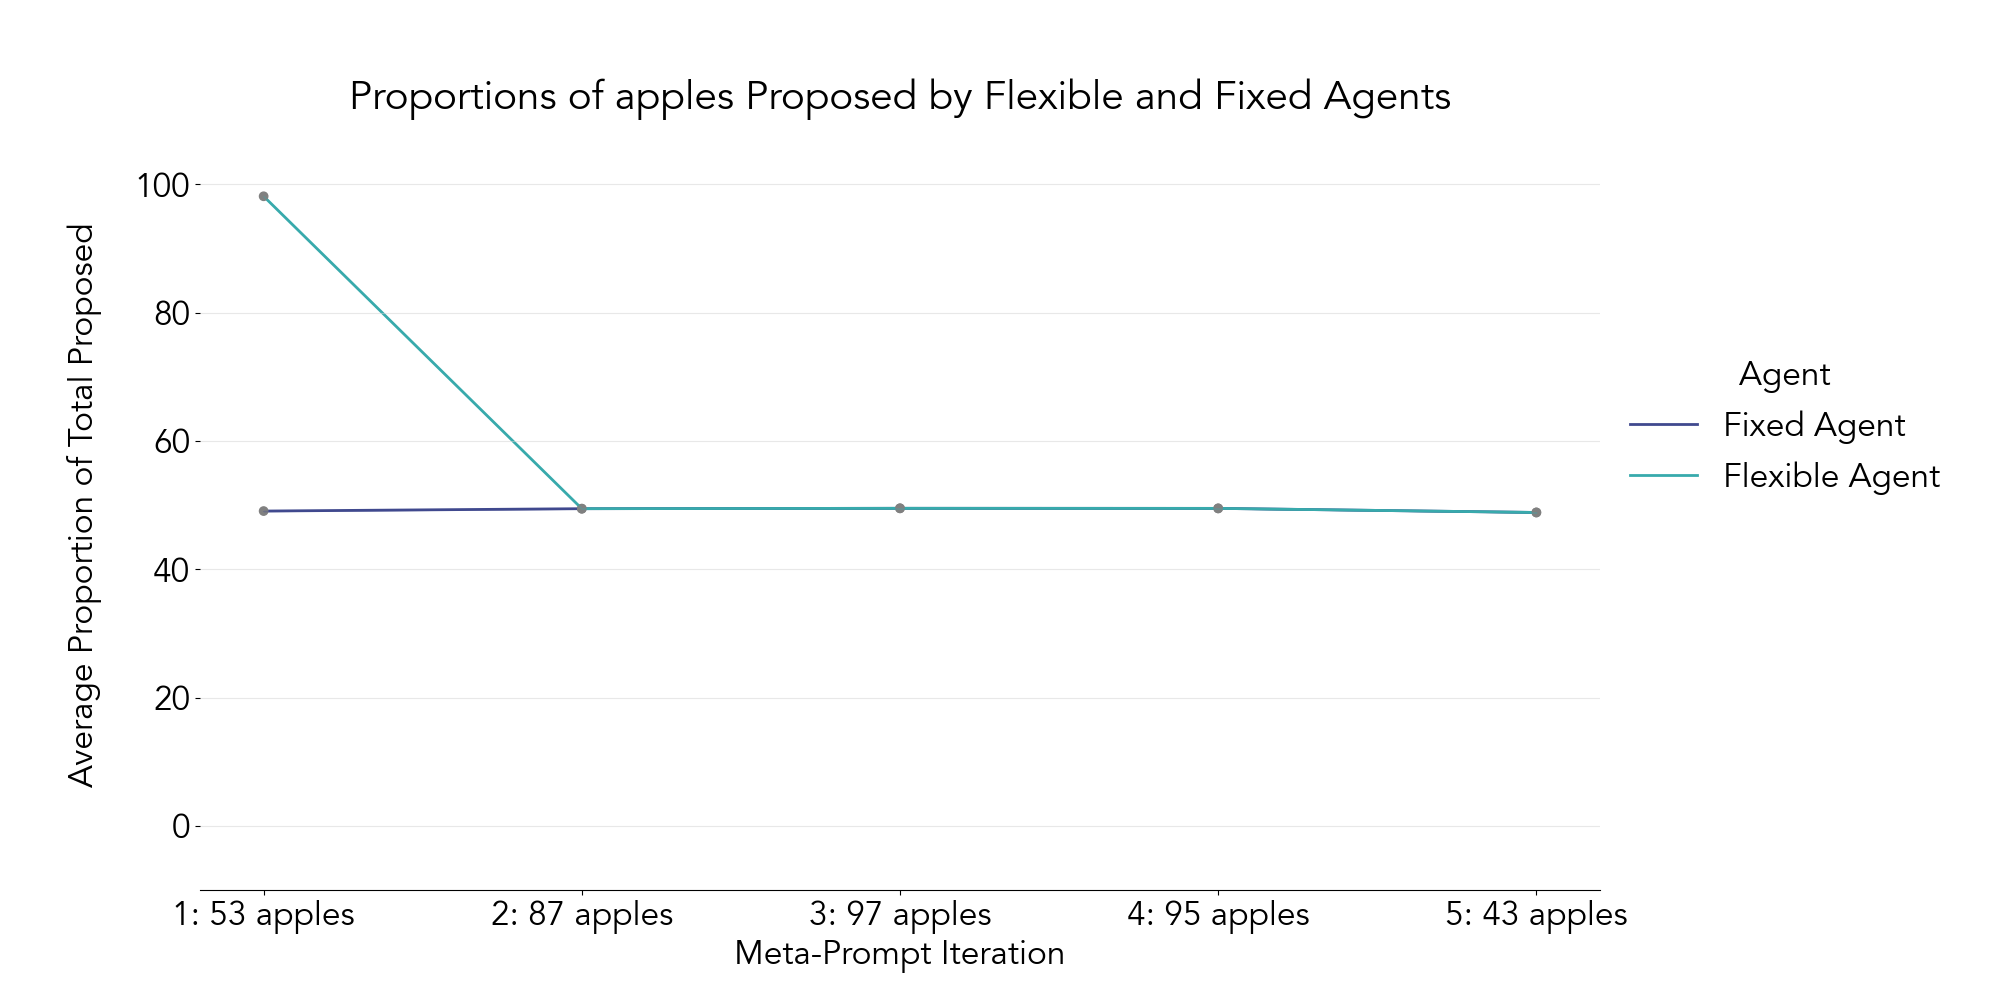 Proportions of apples Proposed by Flexible and Fixed Agents
Average Proportion of Total Proposed
100
80
60
40
20
0
1: 53 apples
2: 87 apples
3: 97 apples
4: 95 apples
5: 43 apples
Meta-Prompt Iteration
Agent
Fixed Agent
Flexible Agent